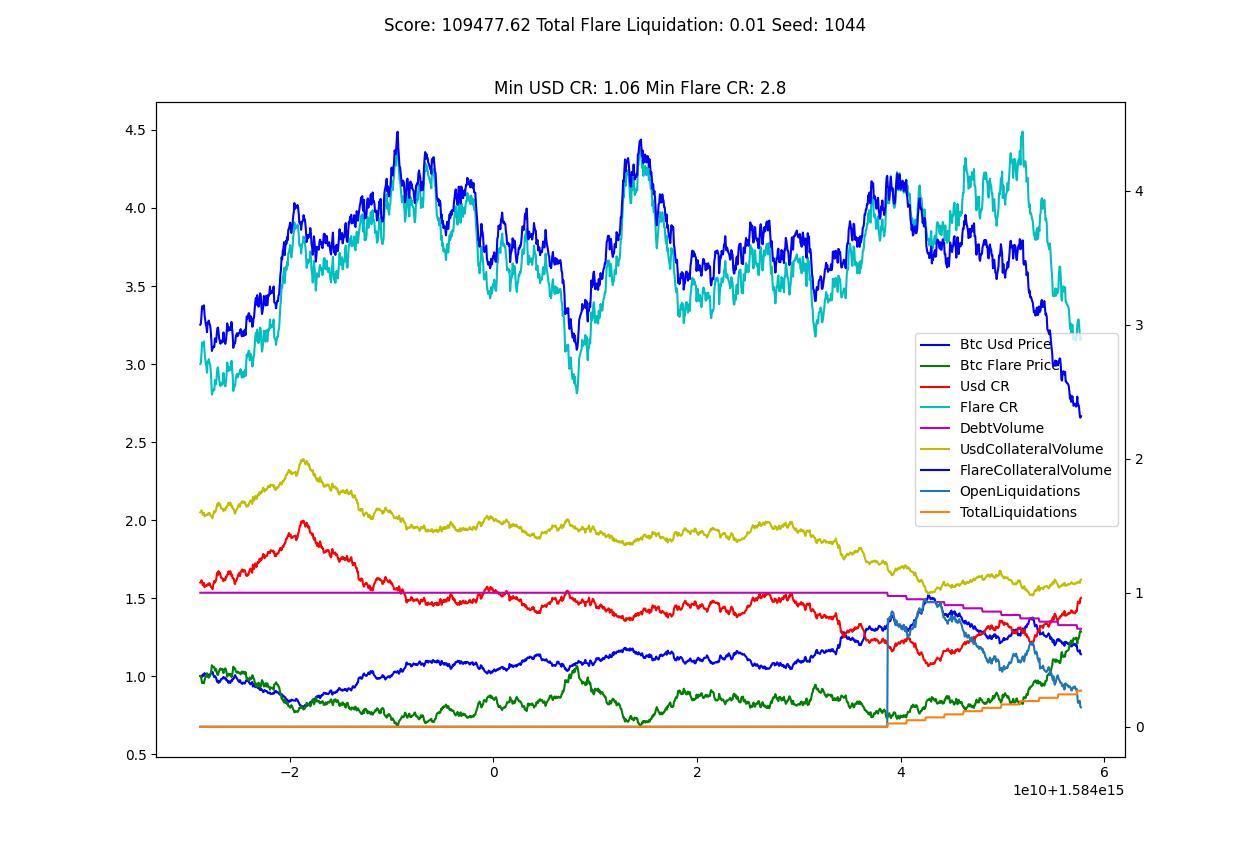 Score: 109477.62 Total Flare Liquidation: 0.01 Seed: 1044
Min USD CR: 1.06 Min Flare CR: 2.8
4.5
4.0
3.5
3.0
2.5
2.0
1.5
1.0
0.5
4
3
2
1
0
Btc Usd Price
Btc Flare Price
Usd CR
Flare CR
DebtVolume
UsdCollateralVolume
FlareCollateralVolume
OpenLiquidations
TotalLiquidations
−2 0 2 4 6
1e10+1.584e15